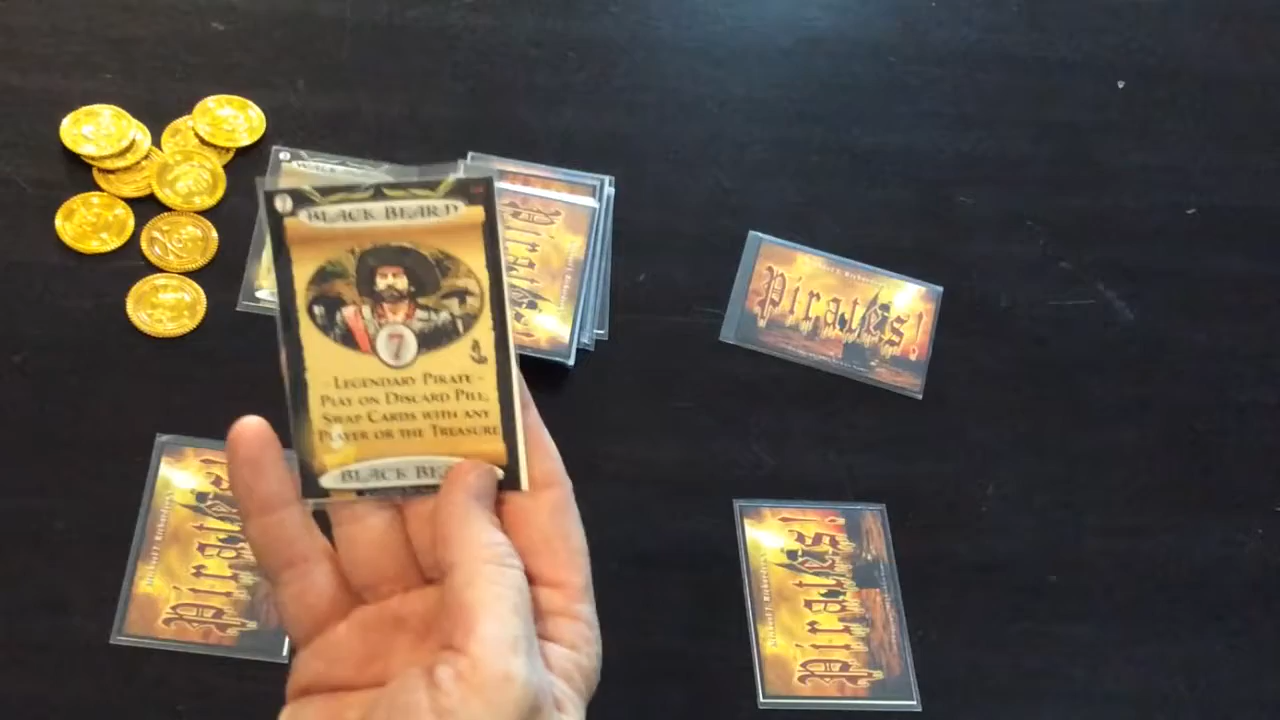 BLACK BEARD
7
- LEGENDARY PIRATE -
PLAY ON DISCARD PILE,
SWAP CARDS WITH ANY
PLAYER OR THE TREASURE
BLACK BEA
Pirates!
Pirates!
Pirates!
Pirates!